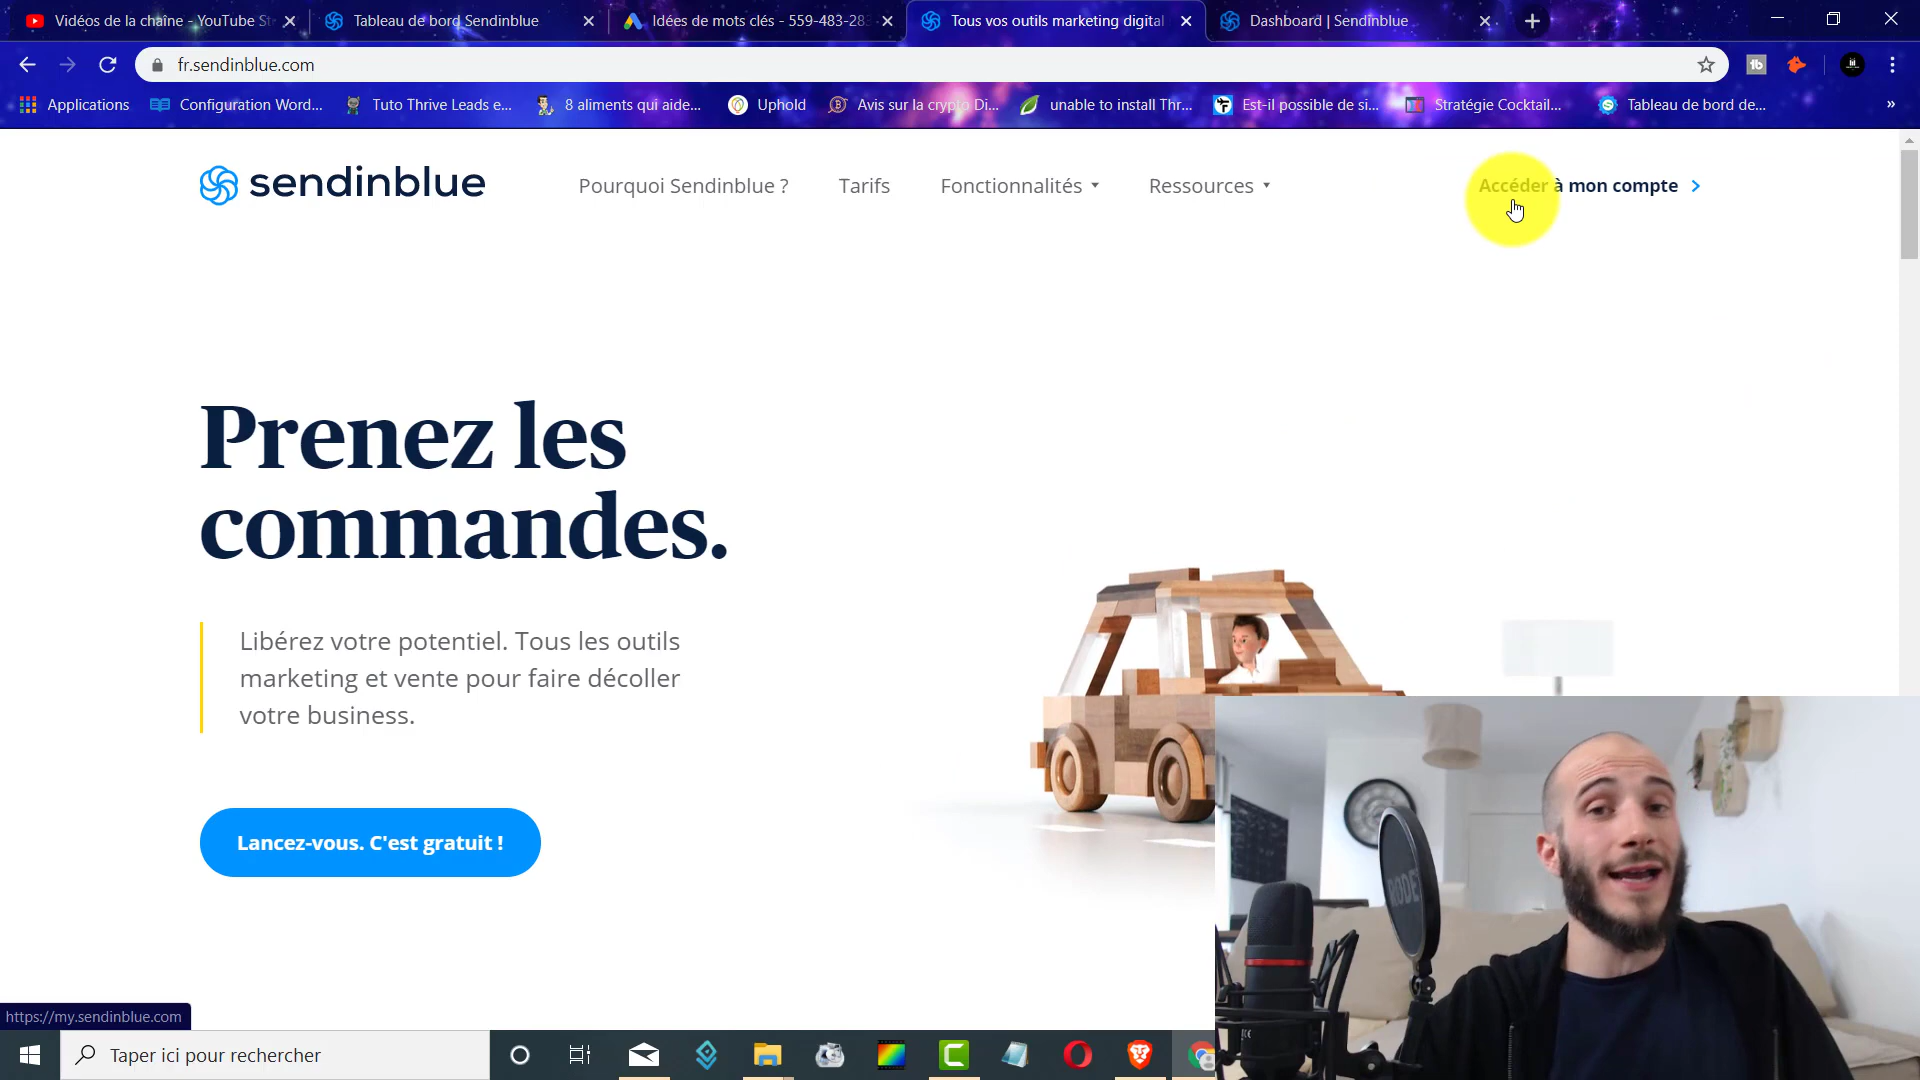 Vidéos de la chaîne - YouTube St
Tableau de bord Sendinblue
Idées de mots clés - 559-483-283
Tous vos outils marketing digital
Dashboard | Sendinblue
fr.sendinblue.com
tb
Applications
Configuration Word...
Tuto Thrive Leads e...
8 aliments qui aide...
Uphold
Avis sur la crypto Di...
unable to install Thr...
Est-il possible de si...
Stratégie Cocktail...
Tableau de bord de...
»
sendinblue
Pourquoi Sendinblue ?
Tarifs
Fonctionnalités
Ressources
Accéder à mon compte
Prenez les
commandes.
Libérez votre potentiel. Tous les outils
marketing et vente pour faire décoller
votre business.
Lancez-vous. C'est gratuit !
RODE
https://my.sendinblue.com
Taper ici pour rechercher